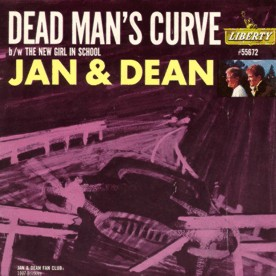 DEAD MAN'S CURVE
b/w THE NEW GIRL IN SCHOOL
LIBERTY
#55672
JAN & DEAN
JAN & DEAN FAN CLUB: